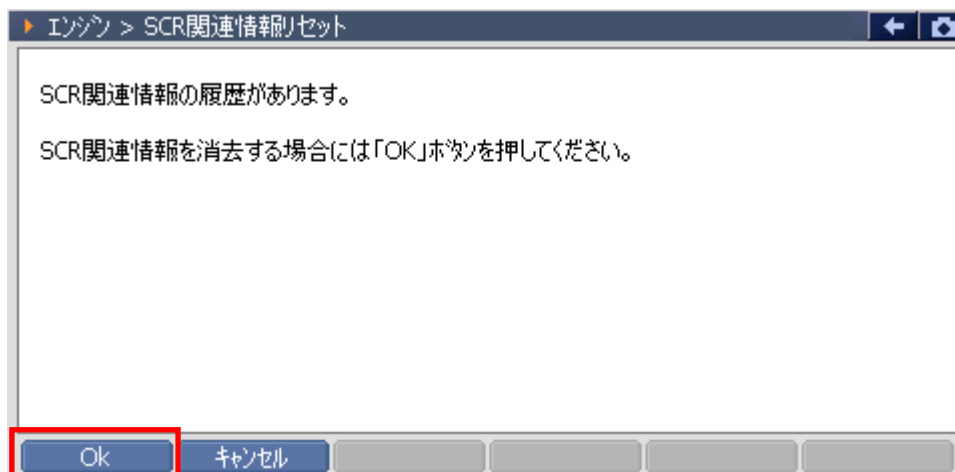 エンジン > SCR関連情報リセット
SCR関連情報の履歴があります。
SCR関連情報を消去する場合には「OK」ボタンを押してください。
Ok
キャンセル